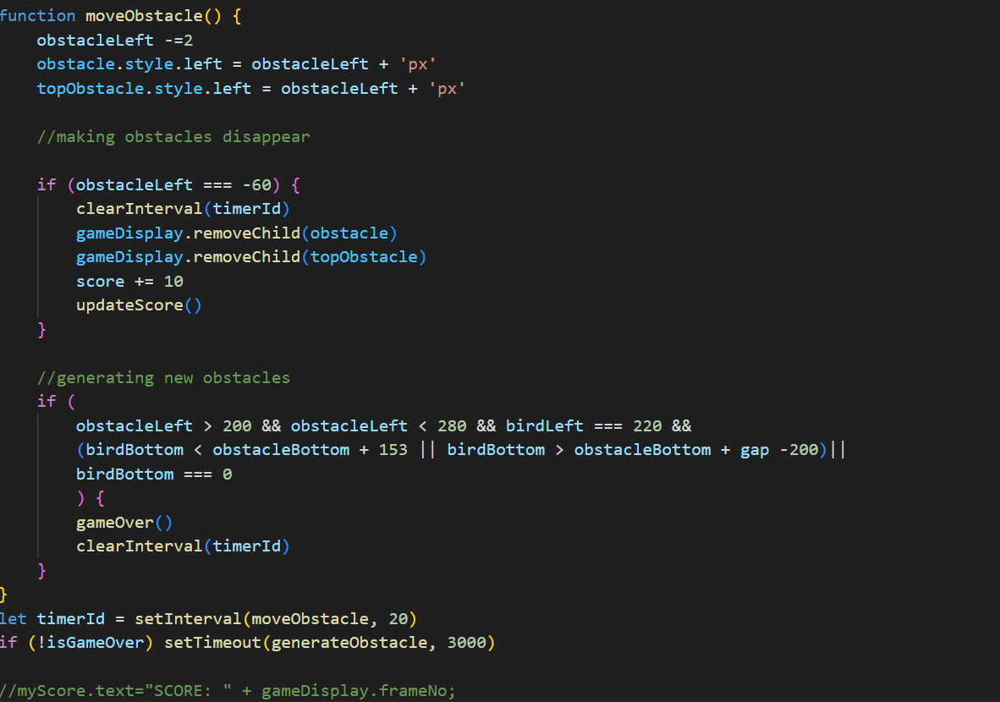 function moveObstacle() {
    obstacleLeft -=2
    obstacle.style.left = obstacleLeft + 'px'
    topObstacle.style.left = obstacleLeft + 'px'

    //making obstacles disappear

    if (obstacleLeft === -60) {
        clearInterval(timerId)
        gameDisplay.removeChild(obstacle)
        gameDisplay.removeChild(topObstacle)
        score += 10
        updateScore()
    }

    //generating new obstacles
    if (
        obstacleLeft > 200 && obstacleLeft < 280 && birdLeft === 220 &&
        (birdBottom < obstacleBottom + 153 || birdBottom > obstacleBottom + gap -200)||
        birdBottom === 0
        ) {
        gameOver()
        clearInterval(timerId)
    }
}
let timerId = setInterval(moveObstacle, 20)
if (!isGameOver) setTimeout(generateObstacle, 3000)

//myScore.text="SCORE: " + gameDisplay.frameNo;